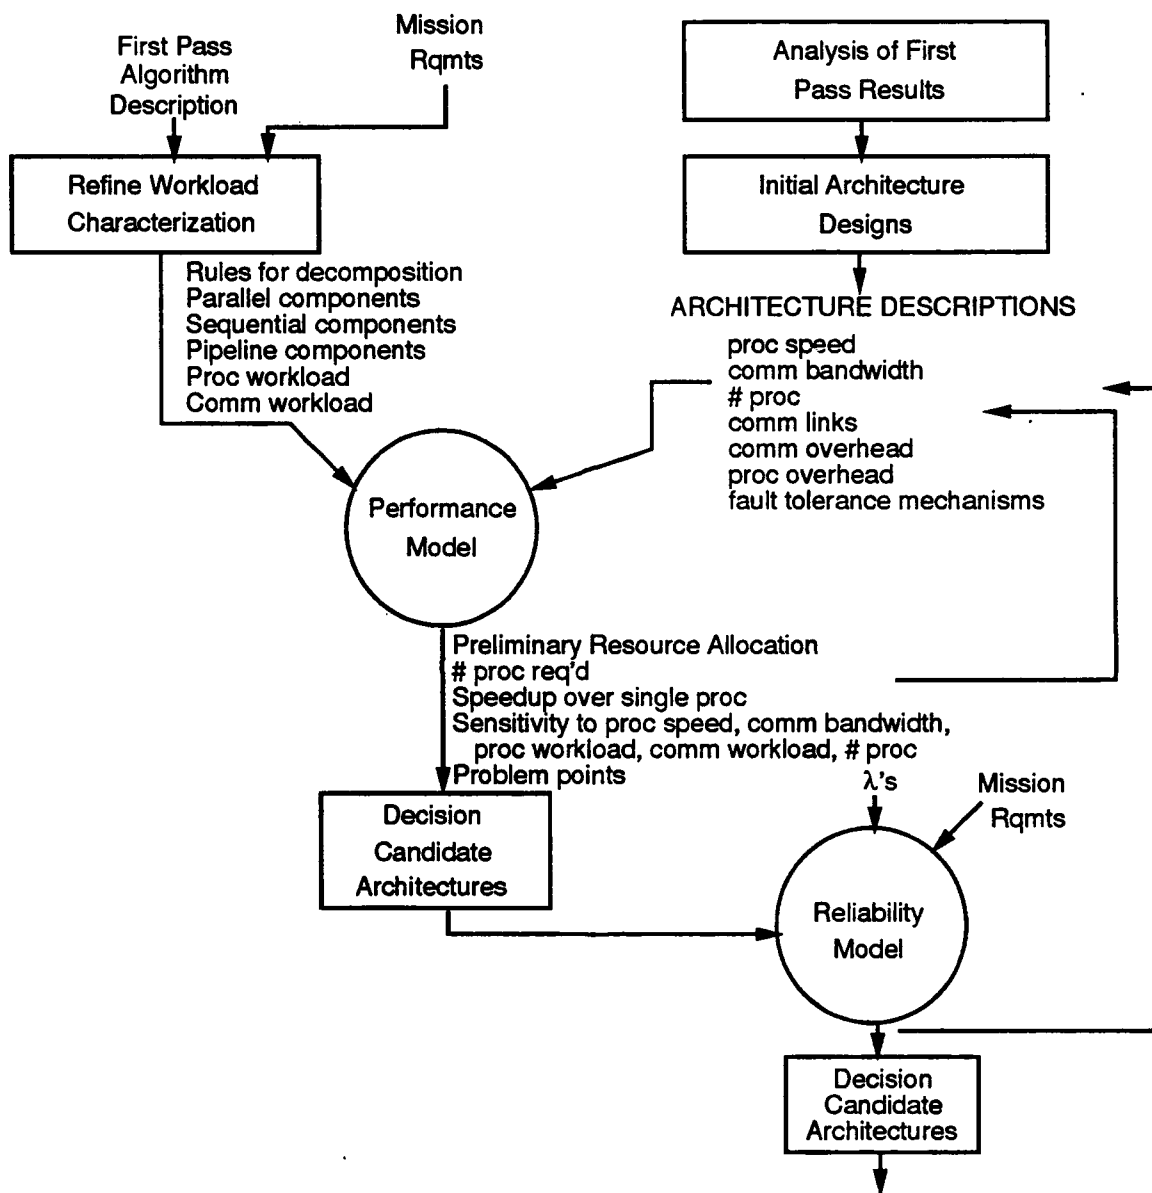 First Pass
Algorithm
Description
Mission
Rqmts
Analysis of First
Pass Results
Refine Workload
Characterization
Initial Architecture
Designs
Rules for decomposition
Parallel components
Sequential components
Pipeline components
Proc workload
Comm workload
ARCHITECTURE DESCRIPTIONS
proc speed
comm bandwidth
# proc
comm links
comm overhead
proc overhead
fault tolerance mechanisms
Performance
Model
Preliminary Resource Allocation
# proc req'd
Speedup over single proc
Sensitivity to proc speed, comm bandwidth,
proc workload, comm workload, # proc
Problem points
λ's
Mission
Rqmts
Decision
Candidate
Architectures
Reliability
Model
Decision
Candidate
Architectures